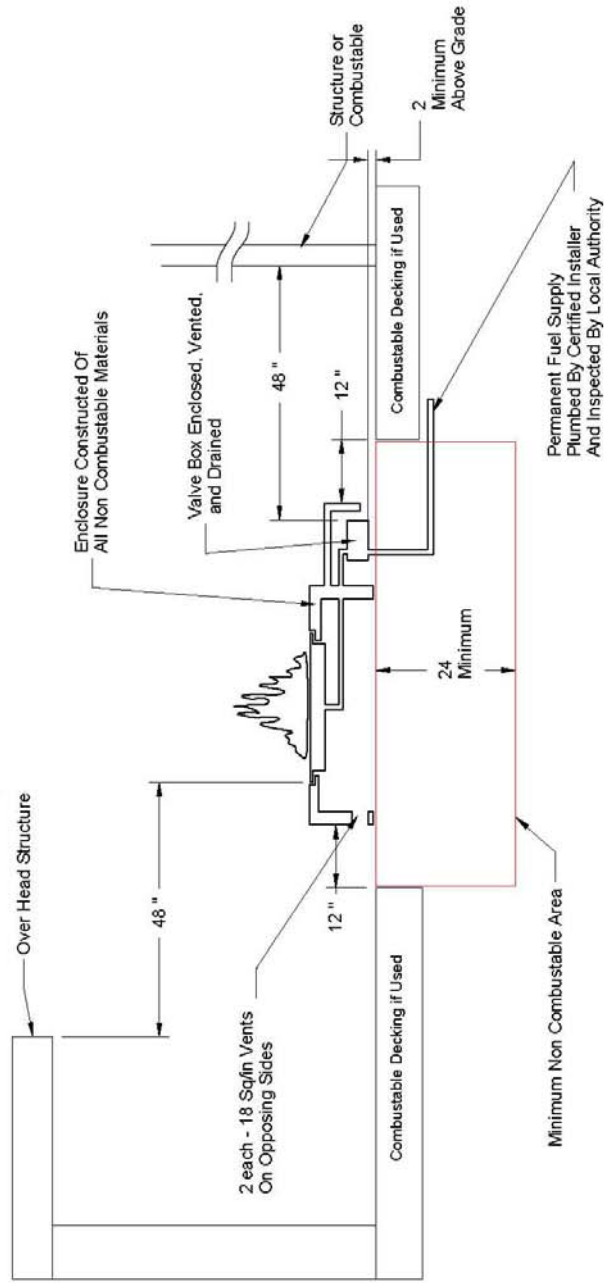 Over Head Structure
48 "
2 each - 18 Sq/in Vents
On Opposing Sides
12 "
Combustable Decking if Used
Minimum Non Combustable Area
Enclosure Constructed Of
All Non Combustable Materials
Valve Box Enclosed, Vented,
and Drained
48 "
12 "
24
Minimum
Structure or
Combustable
2
Minimum
Above Grade
Combustable Decking if Used
Permanent Fuel Supply
Plumbed By Certified Installer
And Inspected By Local Authority